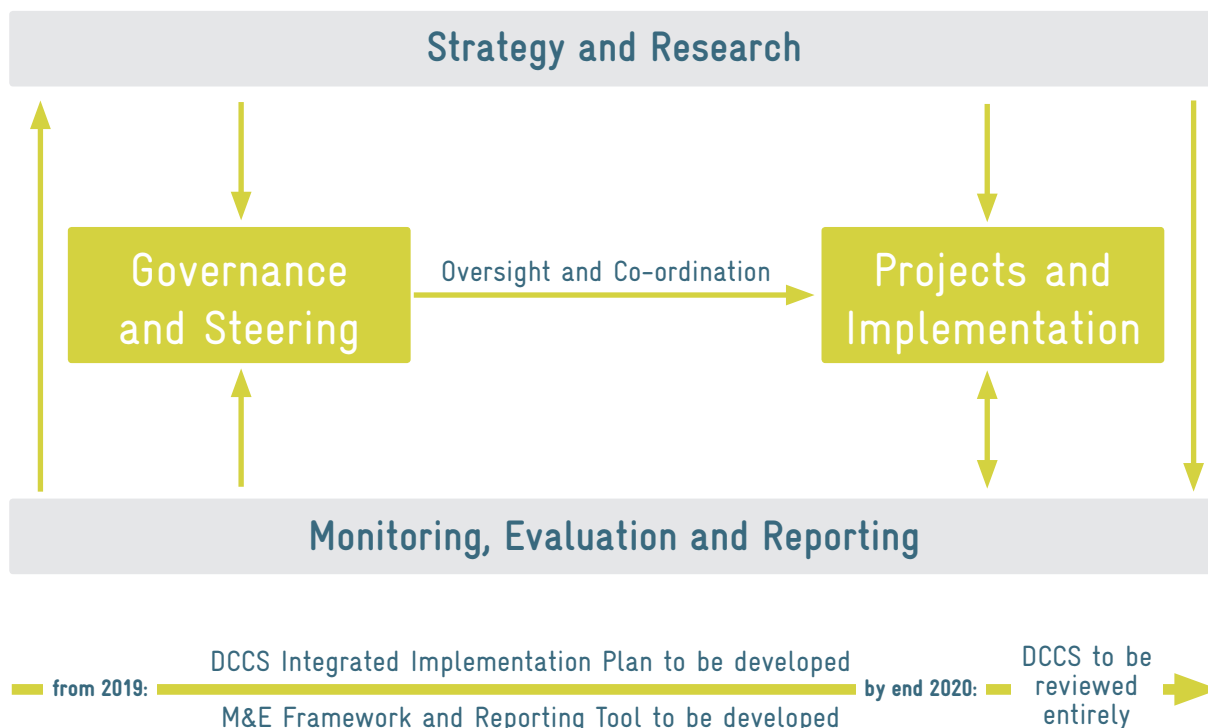 Strategy and Research
Governance
and Steering
Oversight and Co-ordination
Projects and
Implementation
Monitoring, Evaluation and Reporting
from 2019:
DCCS Integrated Implementation Plan to be developed
M&E Framework and Reporting Tool to be developed
by end 2020:
DCCS to be
reviewed
entirely